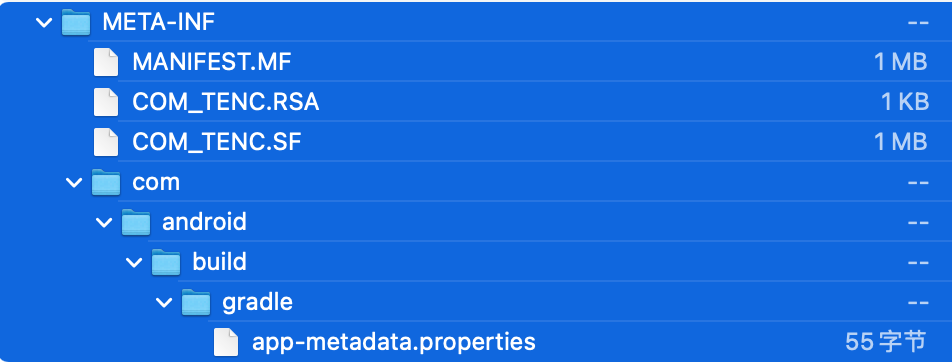 META-INF --
MANIFEST.MF 1 MB
COM_TENC.RSA 1 KB
COM_TENC.SF 1 MB
com --
android --
build --
gradle --
app-metadata.properties 55 字节